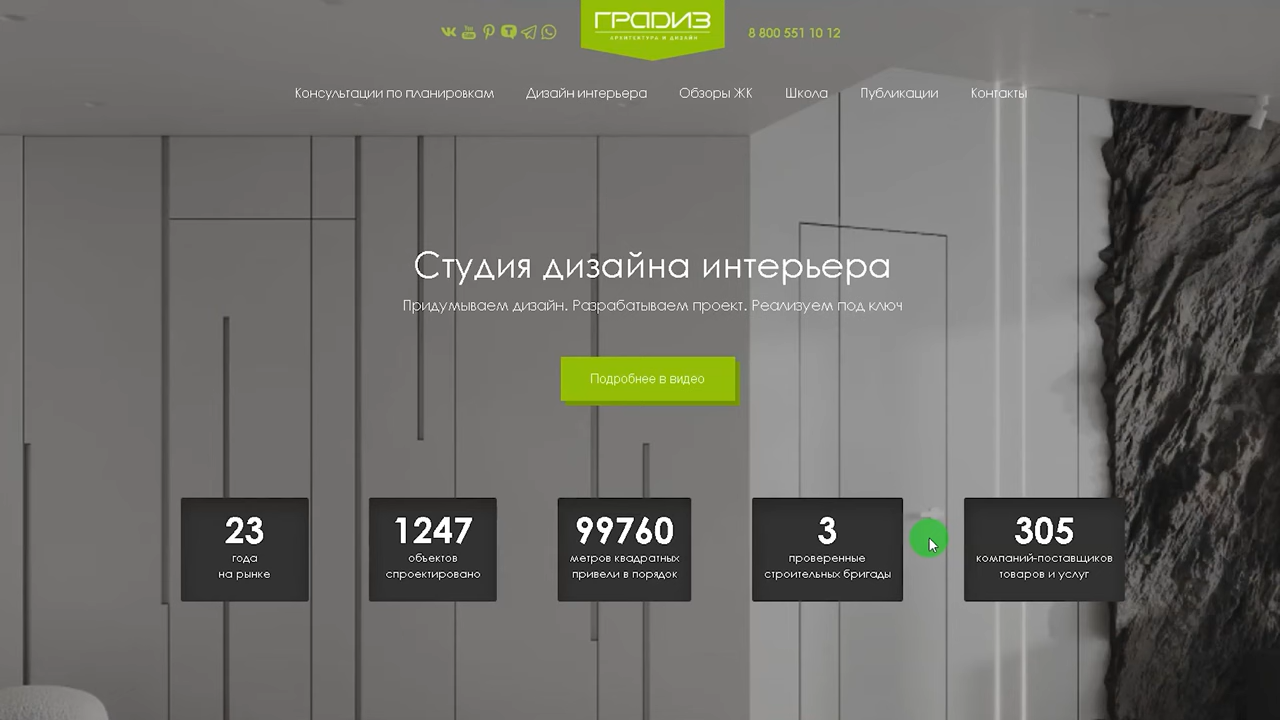 ГРАДИЗ
АРХИТЕКТУРА И ДИЗАЙН
8 800 551 10 12
Консультации по планировкам
Дизайн интерьера
Обзоры ЖК
Школа
Публикации
Контакты
Студия дизайна интерьера
Придумываем дизайн. Разрабатываем проект. Реализуем под ключ
Подробнее в видео
23
года
на рынке
1247
объектов
спроектировано
99760
метров квадратных
привели в порядок
3
проверенные
строительных бригады
305
компаний-поставщиков
товаров и услуг